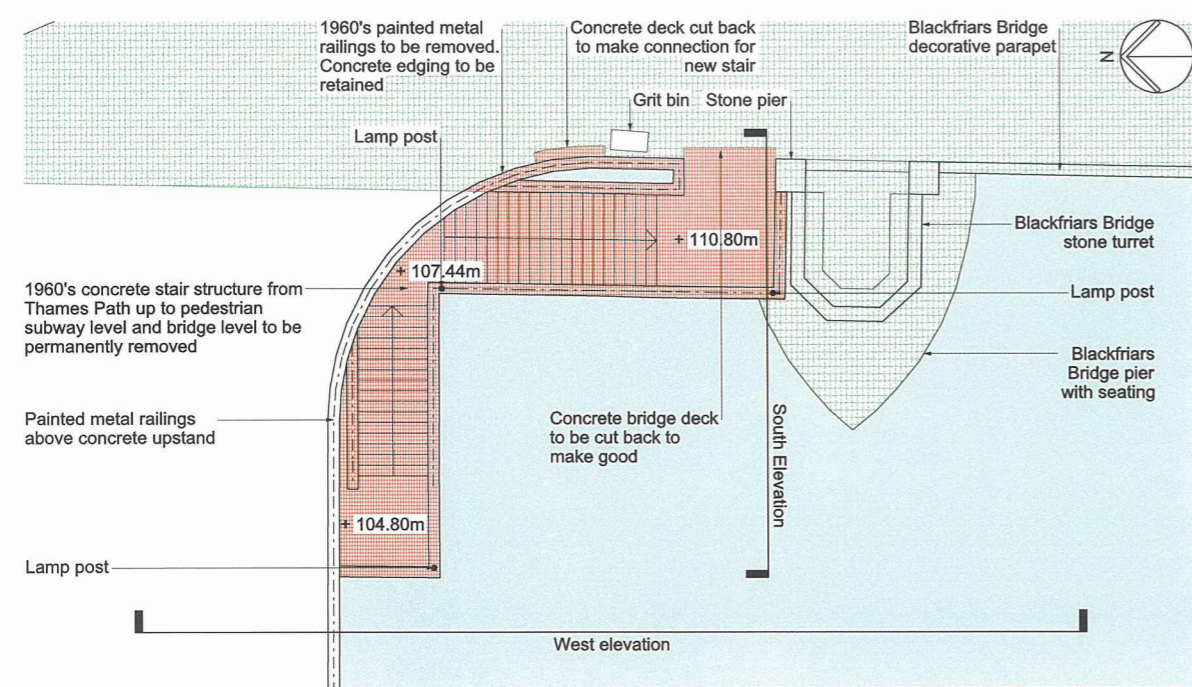 1960's painted metal
railings to be removed.
Concrete edging to be
retained
Concrete deck cut back
to make connection for
new stair
Blackfriars Bridge
decorative parapet
N
Grit bin
Stone pier
Lamp post
110.80m
Blackfriars Bridge
stone turret
107.44m
1960's concrete stair structure from
Thames Path up to pedestrian
subway level and bridge level to be
permanently removed
Lamp post
Blackfriars
Bridge pier
with seating
Painted metal railings
above concrete upstand
Concrete bridge deck
to be cut back to
make good
South Elevation
104.80m
Lamp post
West elevation